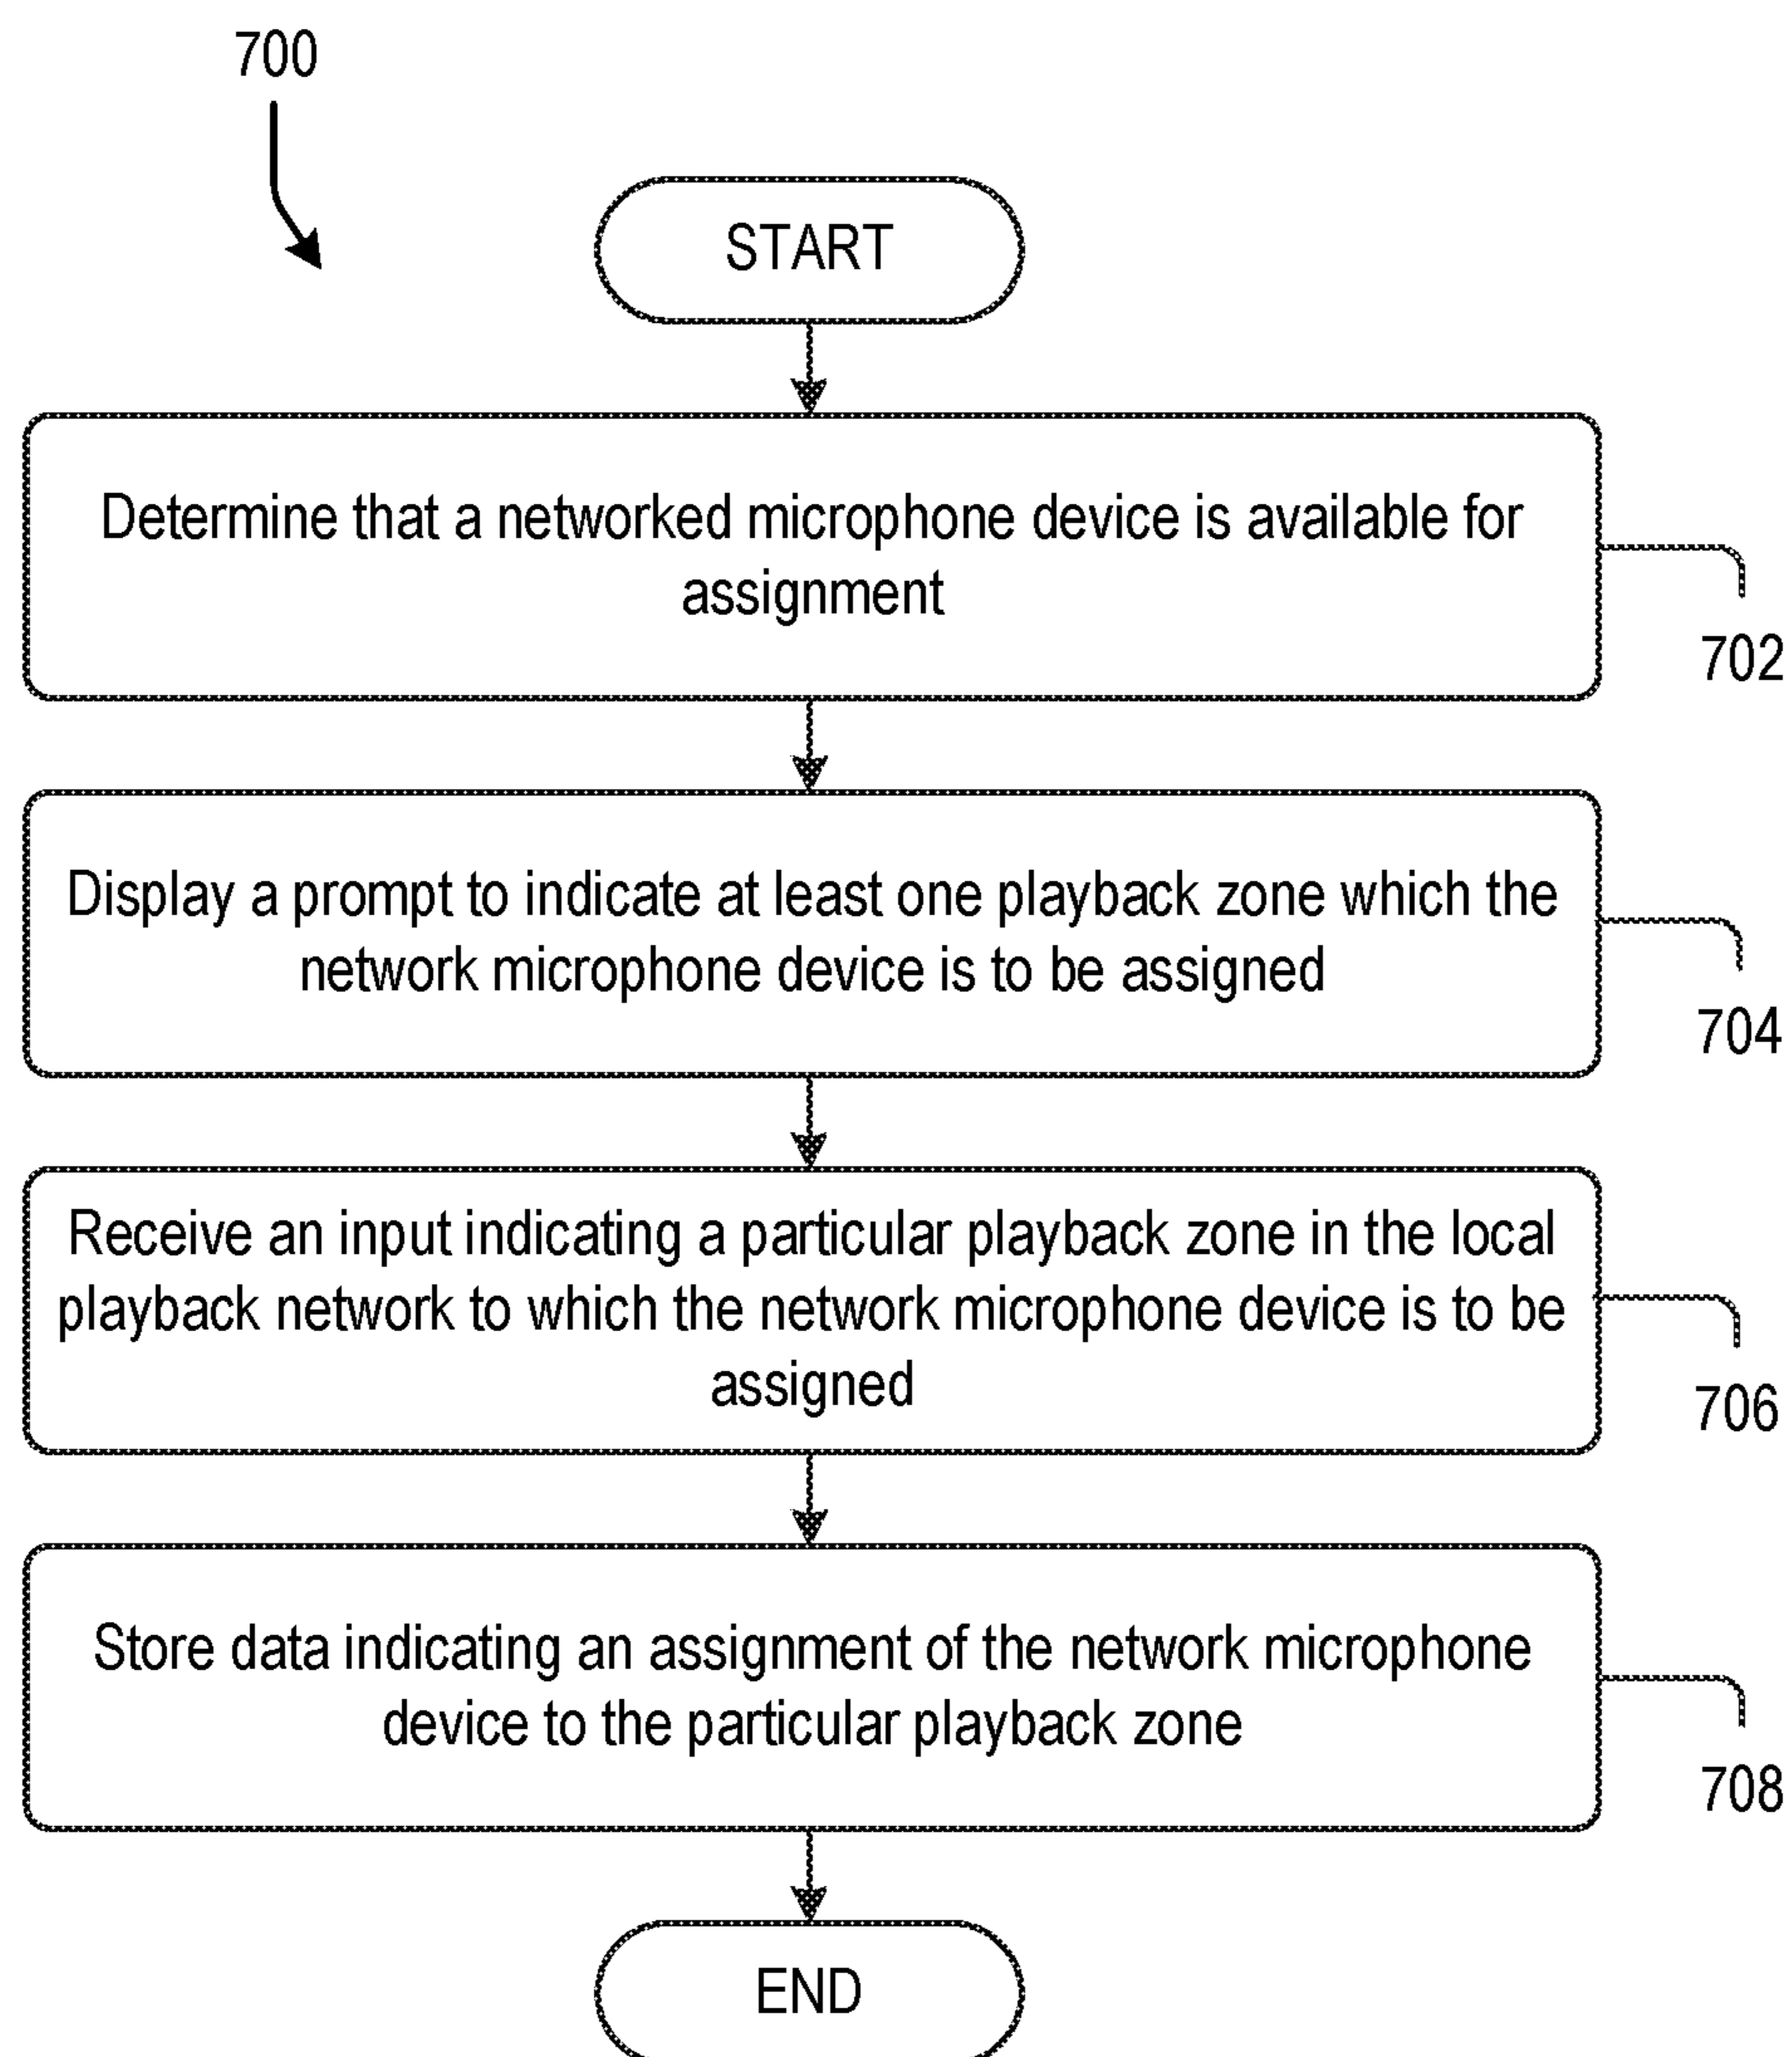 700
START
Determine that a networked microphone device is available for
assignment
702
Display a prompt to indicate at least one playback zone which the
network microphone device is to be assigned
704
Receive an input indicating a particular playback zone in the local
playback network to which the network microphone device is to be
assigned
706
Store data indicating an assignment of the network microphone
device to the particular playback zone
708
END